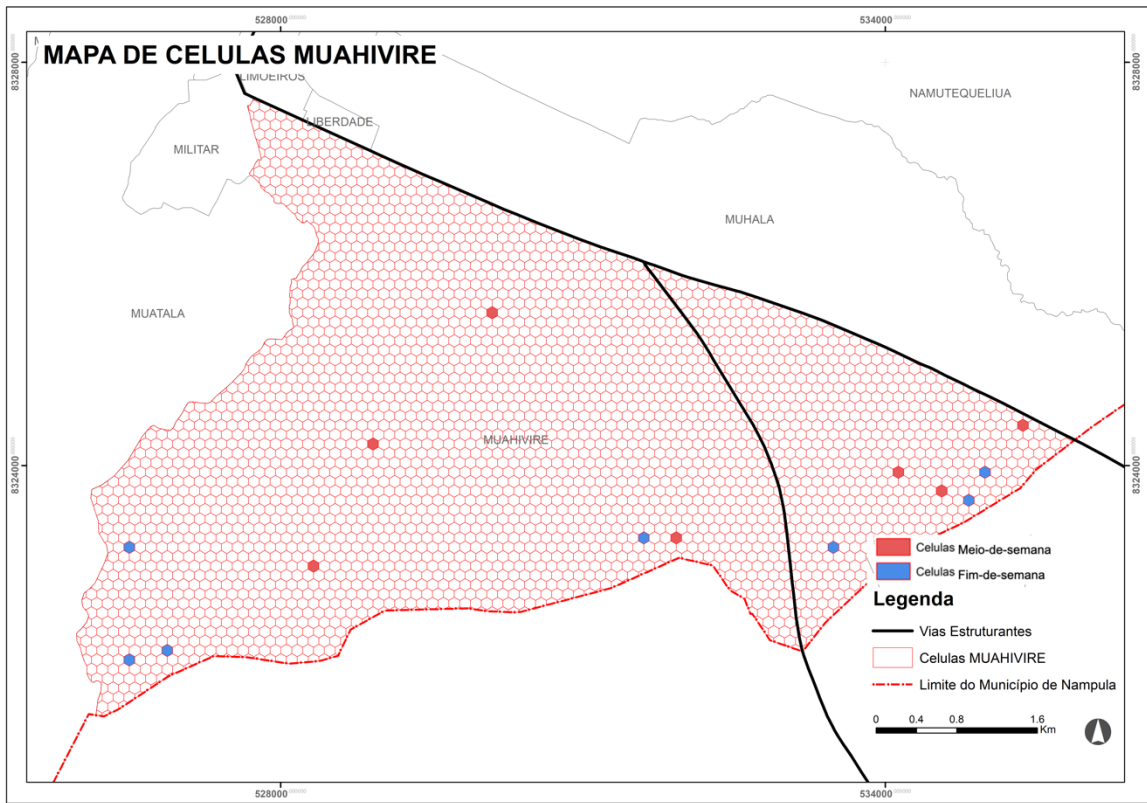 528000
534000
MAPA DE CELULAS MUAHIVIRE
8328000
8328000
LIMOEIROS
NAMUTEQUELIUA
LIBERDADE
MILITAR
MUHALA
MUATALA
MUAHIVIRE
8324000
8324000
Celulas Meio-de-semana
Celulas Fim-de-semana
Legenda
Vias Estruturantes
Celulas MUAHIVIRE
Limite do Município de Nampula
0 0.4 0.8 1.6
Km
528000
534000